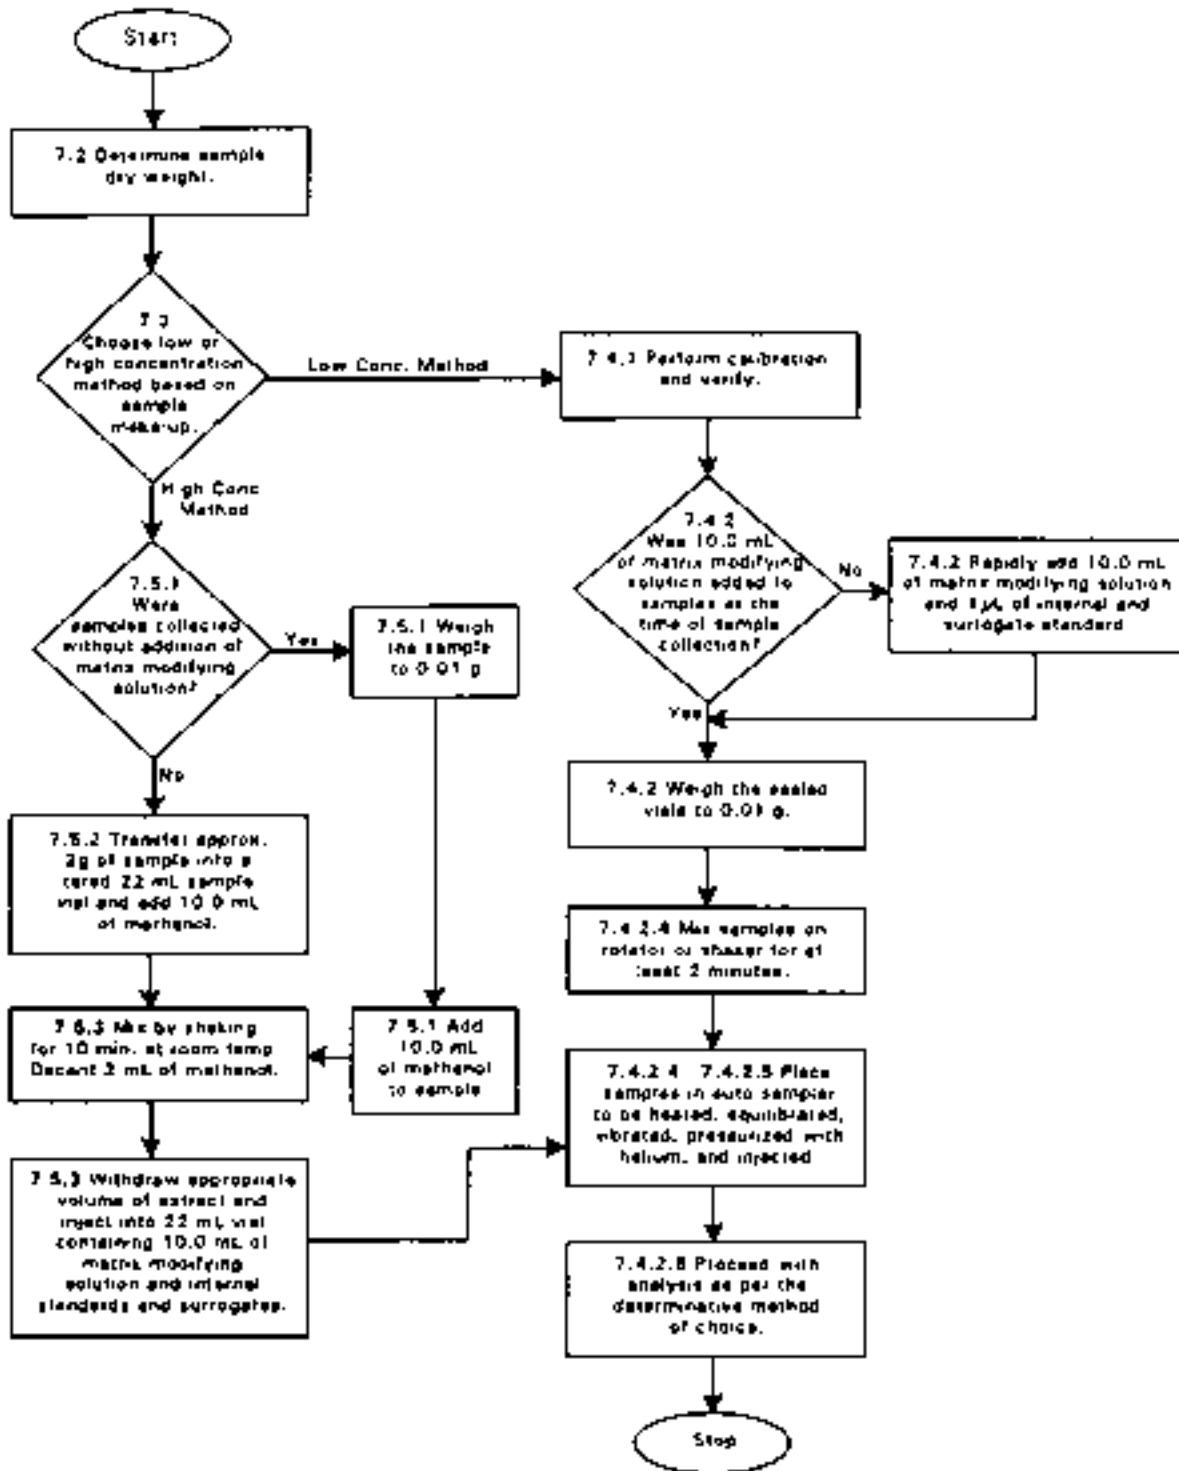 Start
7.2 Determine sample
dry weight.
7.3
Choose low or
high concentration
method based on
sample
make-up.
Low Conc. Method
7.4.1 Perform calibration
and verify.
High Conc
Method
7.4.2
Was 10.0 mL
of matrix modifying
solution added to
samples at the
time of sample
collection?
No
7.4.2 Rapidly add 10.0 mL
of matrix modifying solution
and µL of internal and
surrogate standard
7.5.1
Were
samples collected
without addition of
matrix modifying
solution?
Yes
7.5.1 Weigh
the sample
to 0.01 g
Yes
No
7.4.2 Weigh the sealed
vials to 0.01 g.
7.5.2 Transfer approx.
2g of sample into a
tared 22 mL sample
vial and add 10.0 mL
of methanol.
7.4.2.4 Mix samples on
rotator or shaker for at
least 2 minutes.
7.5.3 Mix by shaking
for 10 min. at room temp
Decant 2 mL of methanol.
7.5.1 Add
10.0 mL
of methanol
to sample
7.4.2.4 7.4.2.5 Place
samples in auto sampler
to be heated, equilibrated,
vibrated, pressurized with
helium, and injected
7.5.3 Withdraw appropriate
volume of extract and
inject into 22 mL vial
containing 10.0 mL of
matrix modifying
solution and internal
standards and surrogates.
Proceed with
analysis as per the
determinative method
of choice.
Stop